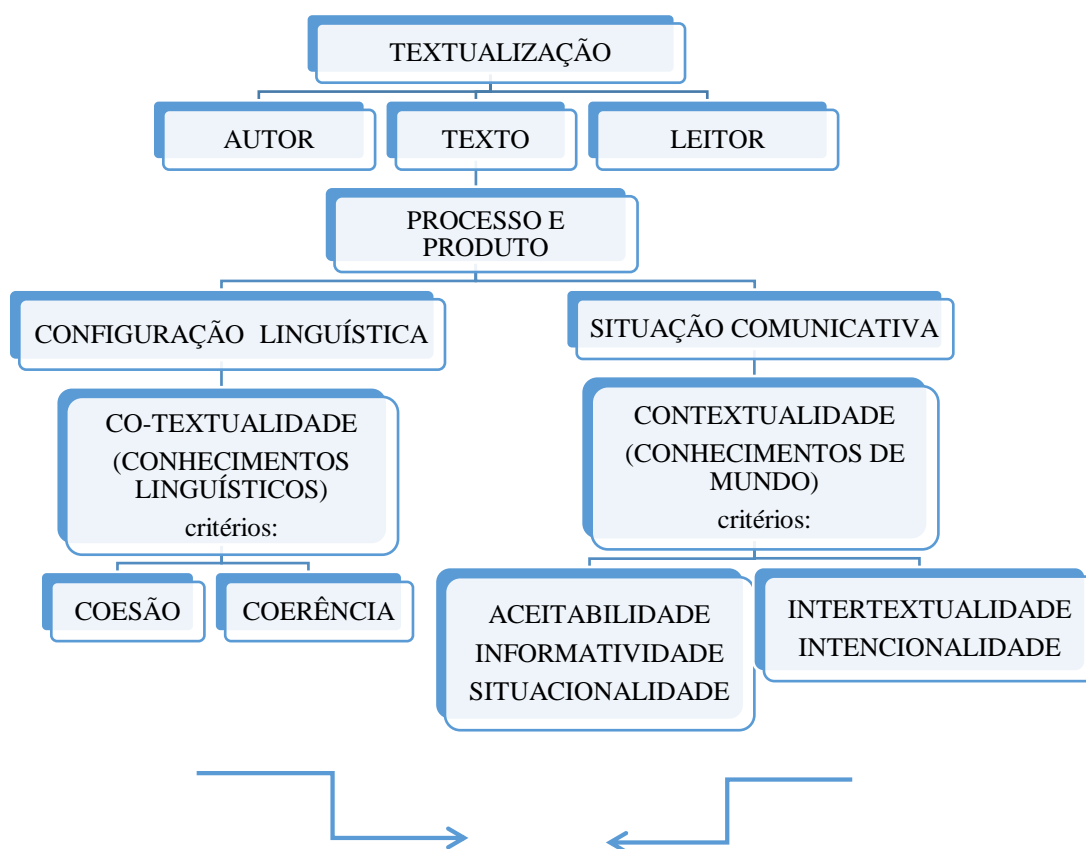 TEXTUALIZAÇÃO
AUTOR
TEXTO
LEITOR
PROCESSO E
PRODUTO
CONFIGURAÇÃO LINGUÍSTICA
SITUAÇÃO COMUNICATIVA
CO-TEXTUALIDADE
(CONHECIMENTOS
LINGUÍSTICOS)
critérios:
CONTEXTUALIDADE
(CONHECIMENTOS DE
MUNDO)
critérios:
COESÃO
COERÊNCIA
ACEITABILIDADE
INFORMATIVIDADE
SITUACIONALIDADE
INTERTEXTUALIDADE
INTENCIONALIDADE